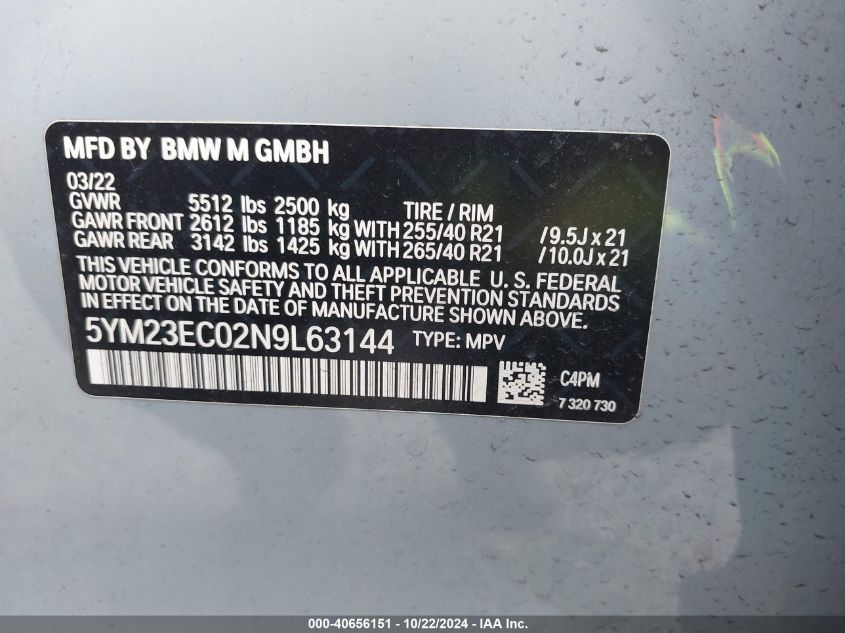 MFD BY BMW M GMBH
03/22
GVWR 5512 lbs 2500 kg TIRE / RIM
GAWR FRONT 2612 lbs 1185 kg WITH 255/40 R21 /9.5J x 21
GAWR REAR 3142 lbs 1425 kg WITH 265/40 R21 /10.0J x 21
THIS VEHICLE CONFORMS TO ALL APPLICABLE U. S. FEDERAL
MOTOR VEHICLE SAFETY AND THEFT PREVENTION STANDARDS IN
EFFECT ON THE DATE OF MANUFACTURE SHOWN ABOVE.
5YM23EC02N9L63144 TYPE: MPV
C4PM
7 320 730
000-40656151 - 10/22/2024 - IAA Inc.